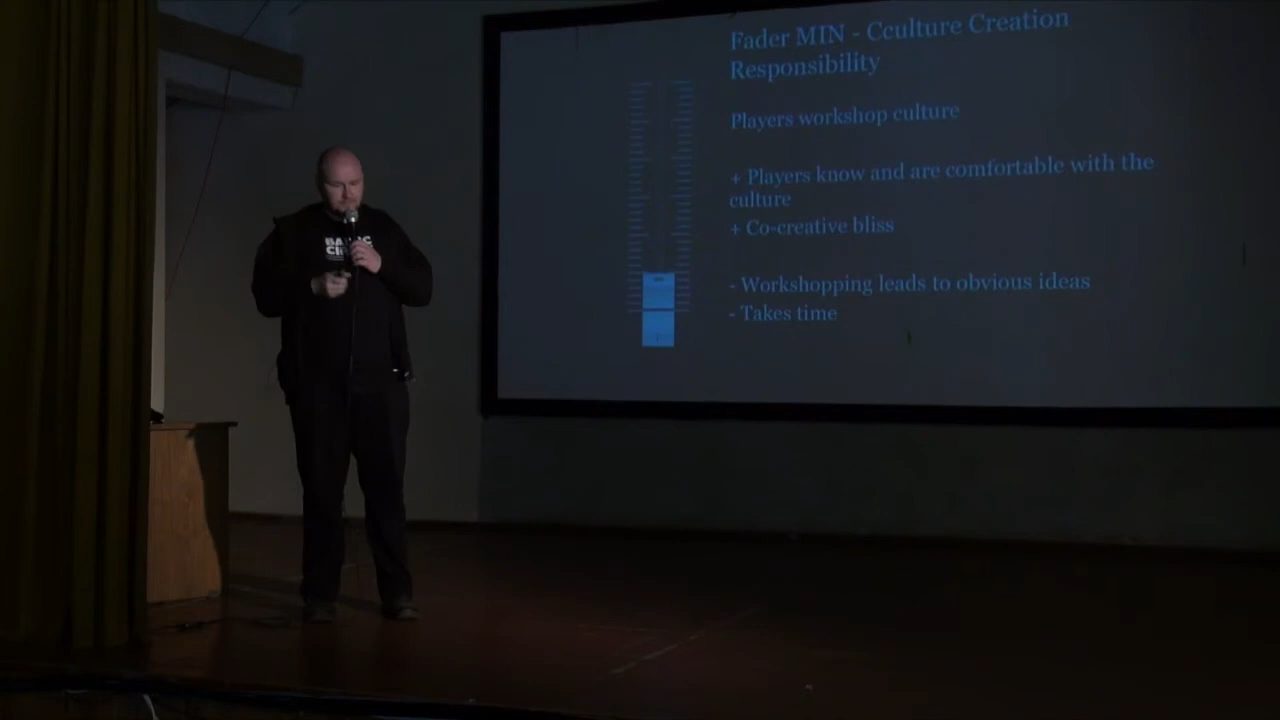 Fader MIN - Cculture Creation
Responsibility
Players workshop culture
+ Players know and are comfortable with the
culture
+ Co-creative bliss
- Workshopping leads to obvious ideas
- Takes time